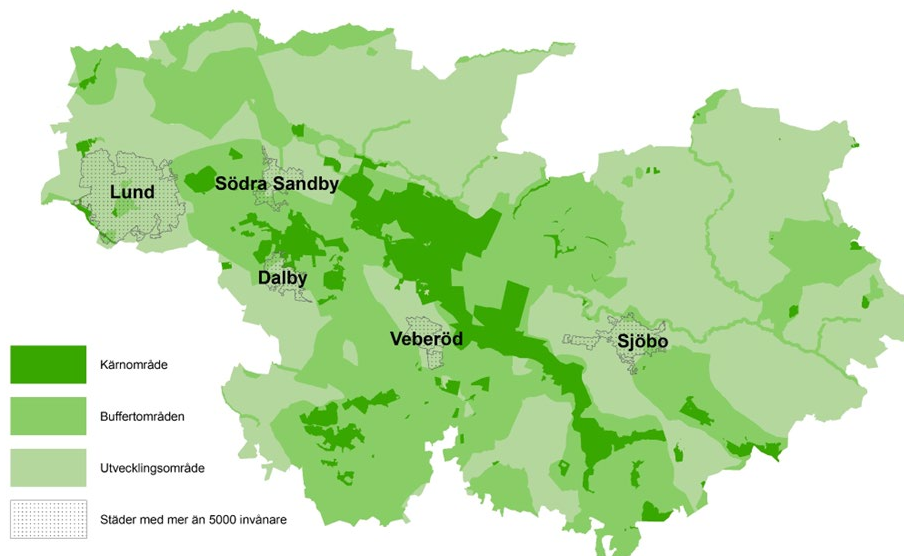 Lund
Södra Sandby
Dalby
Veberöd
Sjöbo
Kärnområde
Buffertområden
Utvecklingsområde
Städer med mer än 5000 invånare